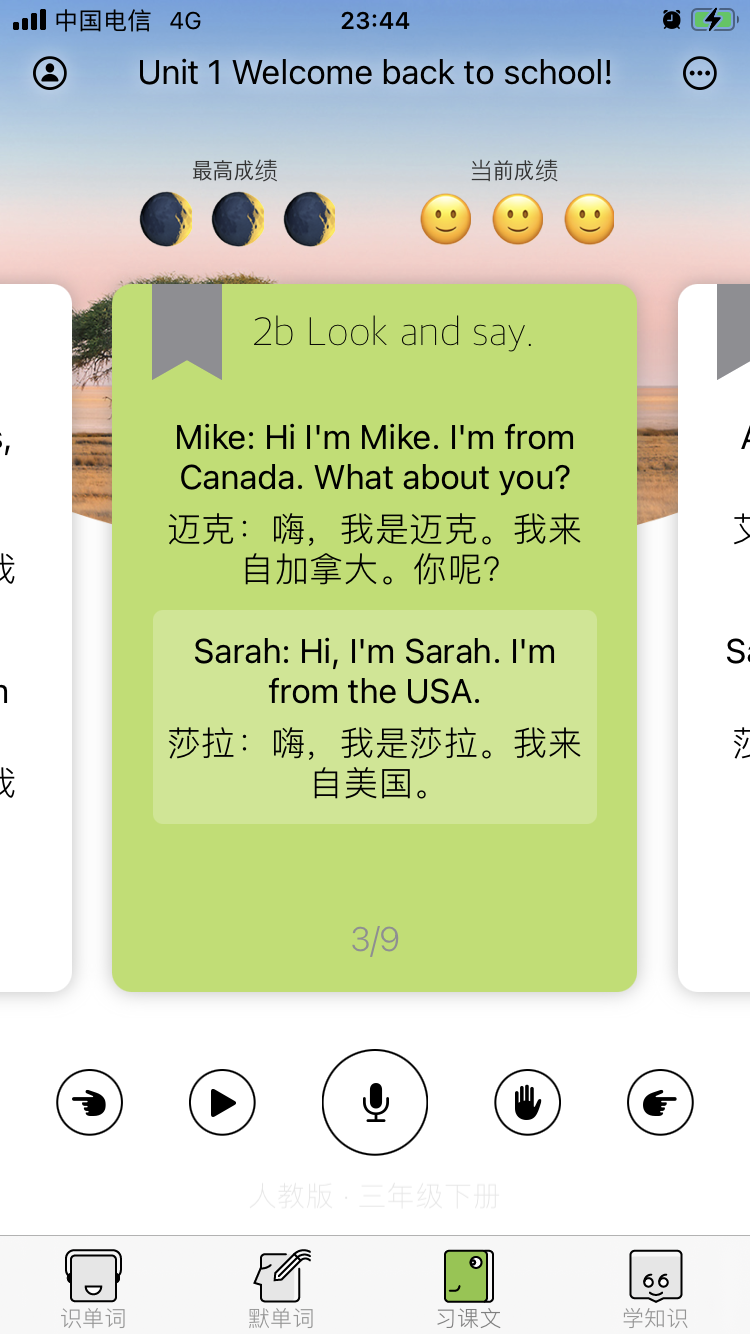 中国电信 4G 23:44
Unit 1 Welcome back to school!
最高成绩 当前成绩
2b Look and say.
Mike: Hi I'm Mike. I'm from
Canada. What about you?
迈克：嗨，我是迈克。我来
自加拿大。你呢？
Sarah: Hi, I'm Sarah. I'm
from the USA.
莎拉：嗨，我是莎拉。我来
自美国。
3/9
人教版 · 三年级下册
识单词 默单词 习课文 学知识